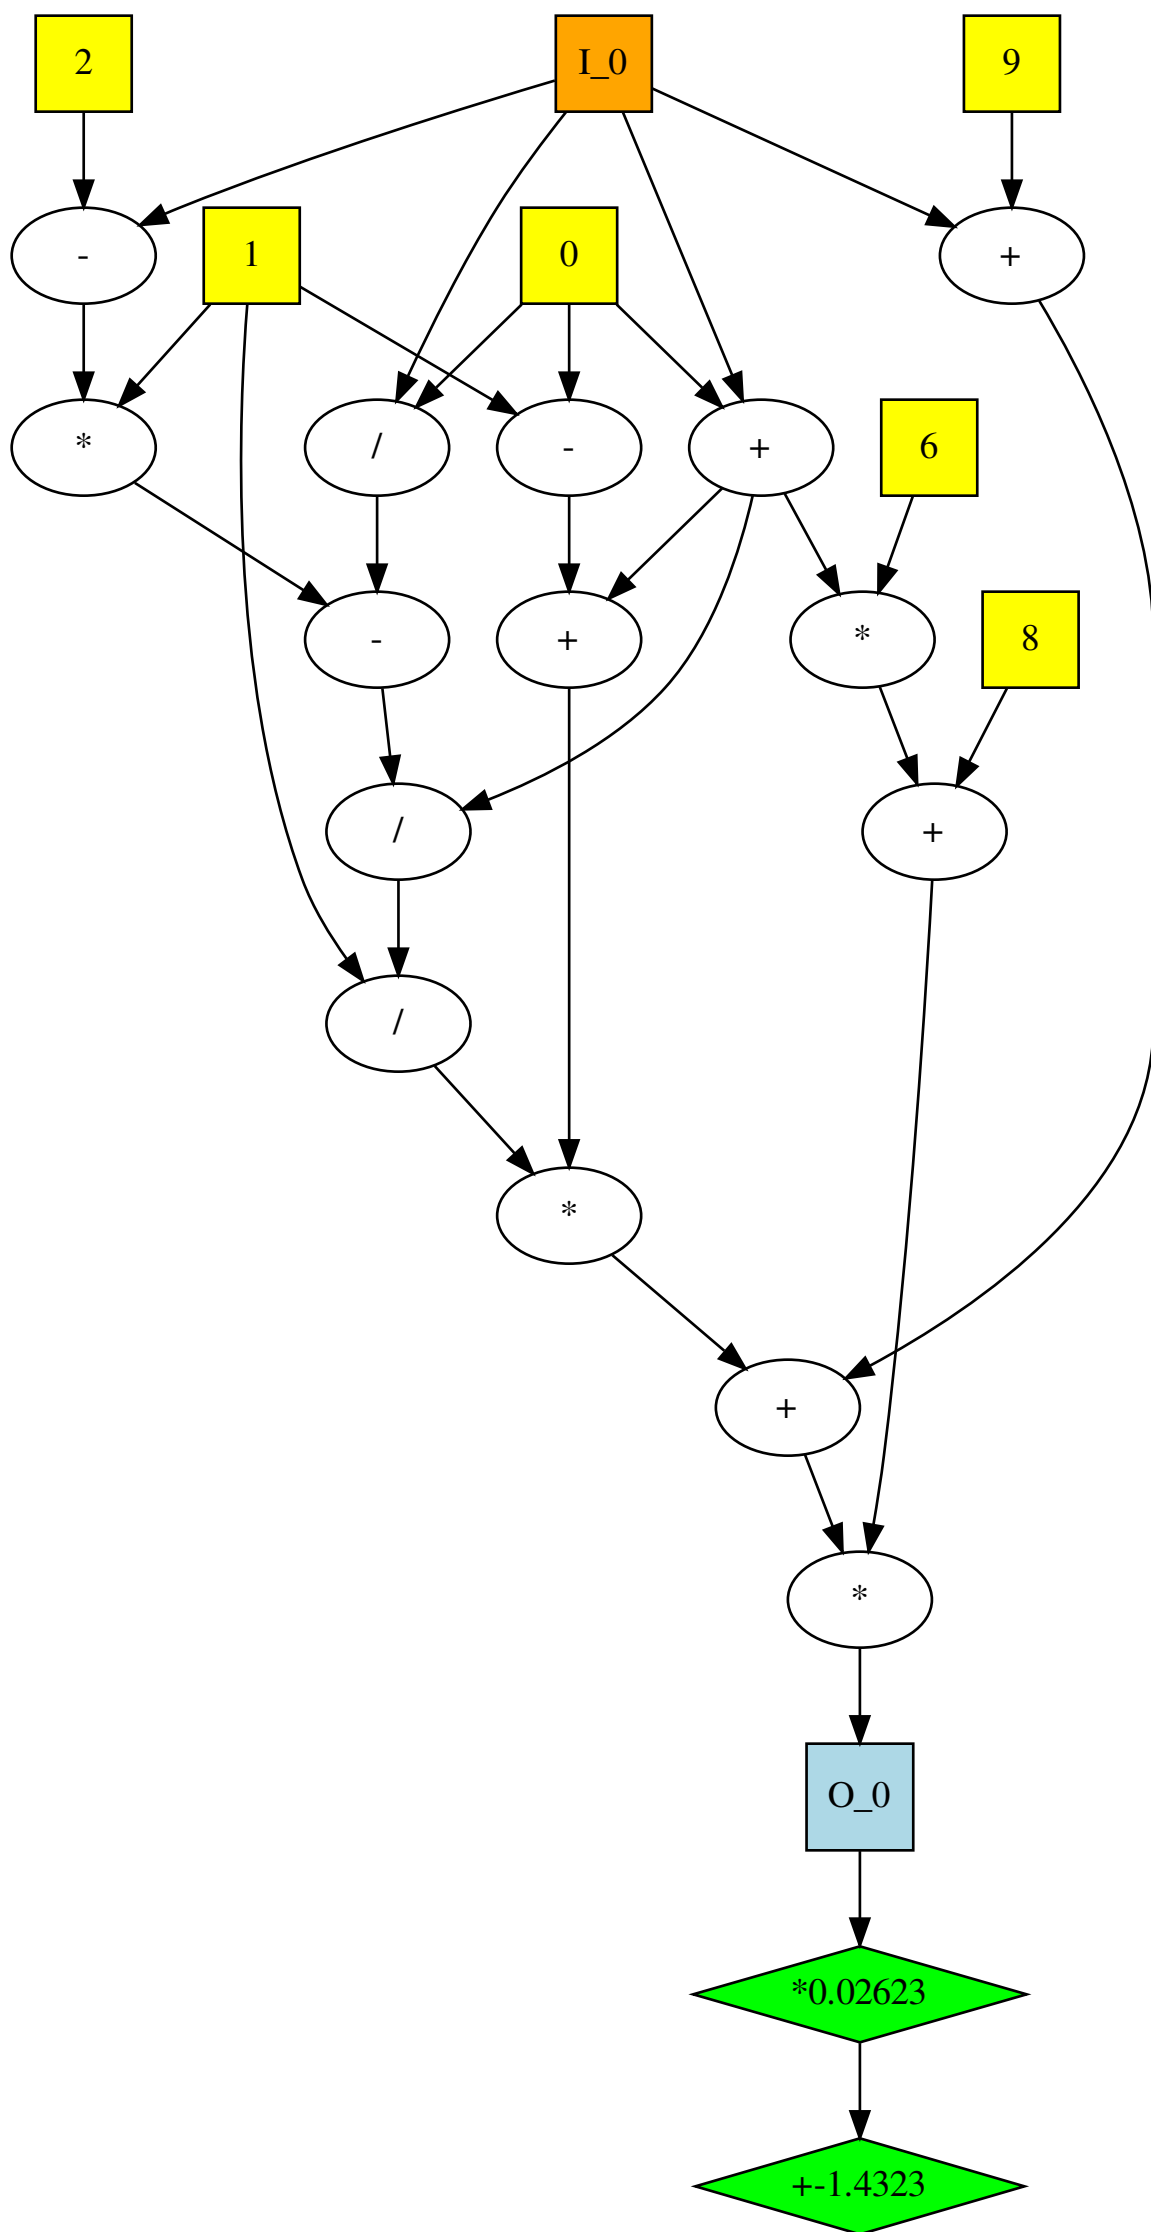 2 I_0 9
- 1 0 +
* / - + 6
- + * 8
/ +
/
*
+
*
O_0
*0.02623
+-1.4323